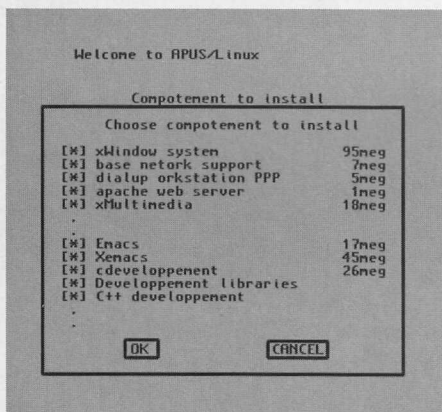 Welcome to APUS/Linux
Compotement to install
Choose compotement to install
[*] xWindow system 95meg
[*] base netork support 7meg
[*] dialup orkstation PPP 5meg
[*] apache web server 1meg
[*] xMultimedia 18meg
.
.
[*] Emacs 17meg
[*] Xemacs 45meg
[*] cdeveloppement 26meg
[*] Developpement libraries
[*] C++ developpement
.
.
OK CANCEL